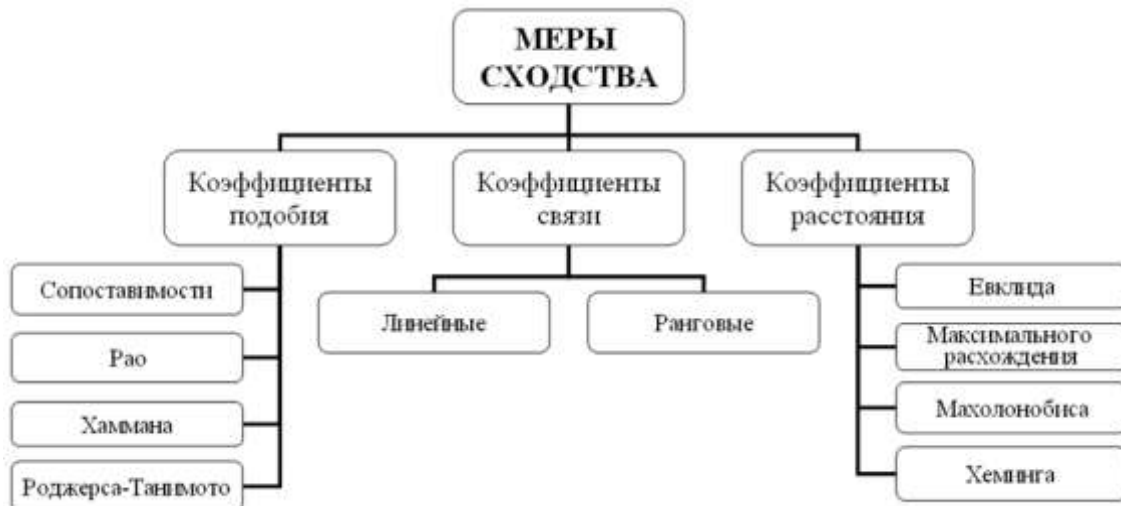 МЕРЫ
СХОДСТВА
Коэффициенты
подобия
Коэффициенты
связи
Коэффициенты
расстояния
Сопоставимости
Рао
Хаммана
Роджерса-Танимото
Линейные
Ранговые
Евклида
Максимального
расхождения
Махолонобиса
Хеминга